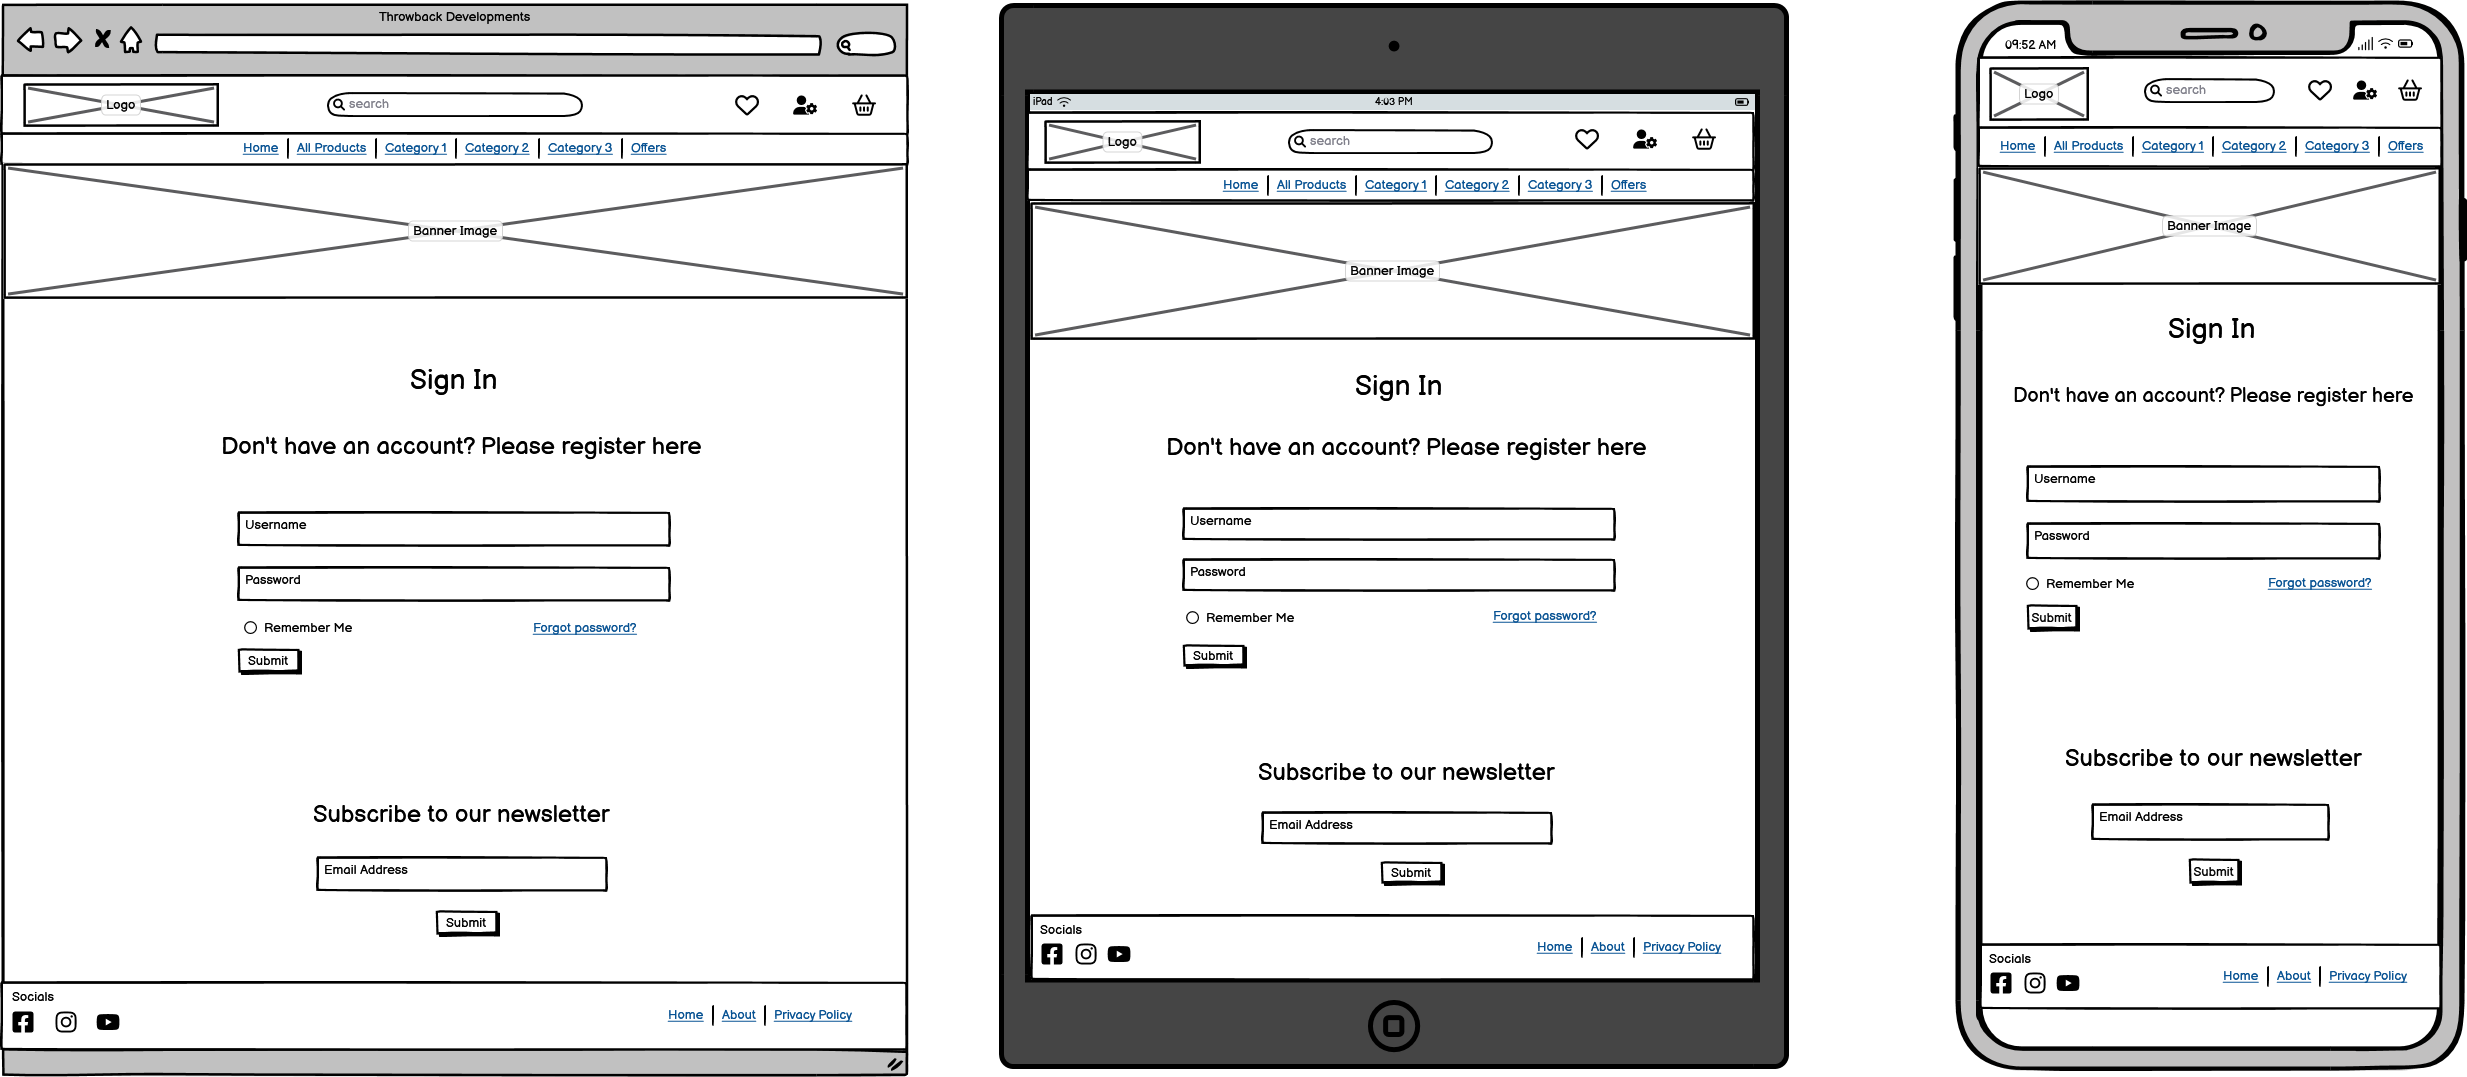 Throwback Developments
Logo
search
Home All Products Category 1 Category 2 Category 3 Offers
Banner Image
Sign In
Don't have an account? Please register here
Username
Password
Remember Me Forgot password?
Submit
Subscribe to our newsletter
Email Address
Submit
Socials
Home About Privacy Policy
iPad 4:03 PM
Logo
search
Home All Products Category 1 Category 2 Category 3 Offers
Banner Image
Sign In
Don't have an account? Please register here
Username
Password
Remember Me Forgot password?
Submit
Subscribe to our newsletter
Email Address
Submit
Socials
Home About Privacy Policy
09:52 AM
Logo
search
Home All Products Category 1 Category 2 Category 3 Offers
Banner Image
Sign In
Don't have an account? Please register here
Username
Password
Remember Me Forgot password?
Submit
Subscribe to our newsletter
Email Address
Submit
Socials
Home About Privacy Policy